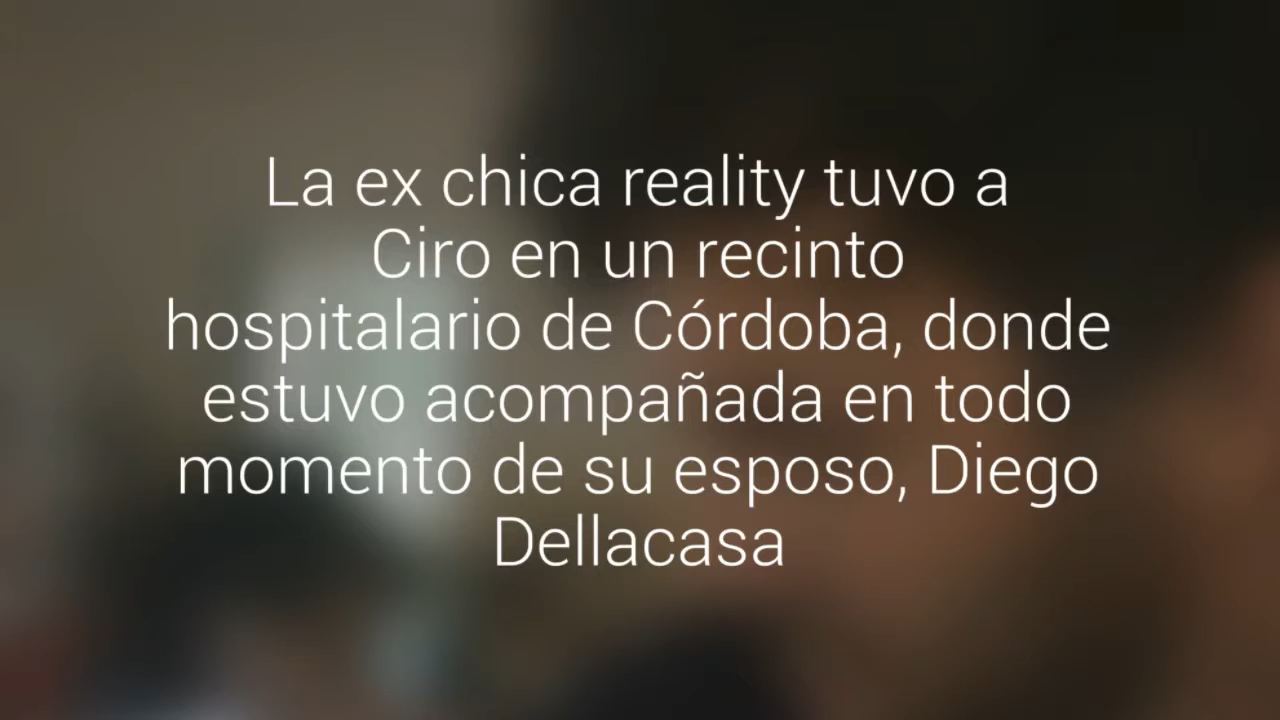 La ex chica reality tuvo a
Ciro en un recinto
hospitalario de Córdoba, donde
estuvo acompañada en todo
momento de su esposo, Diego
Dellacasa